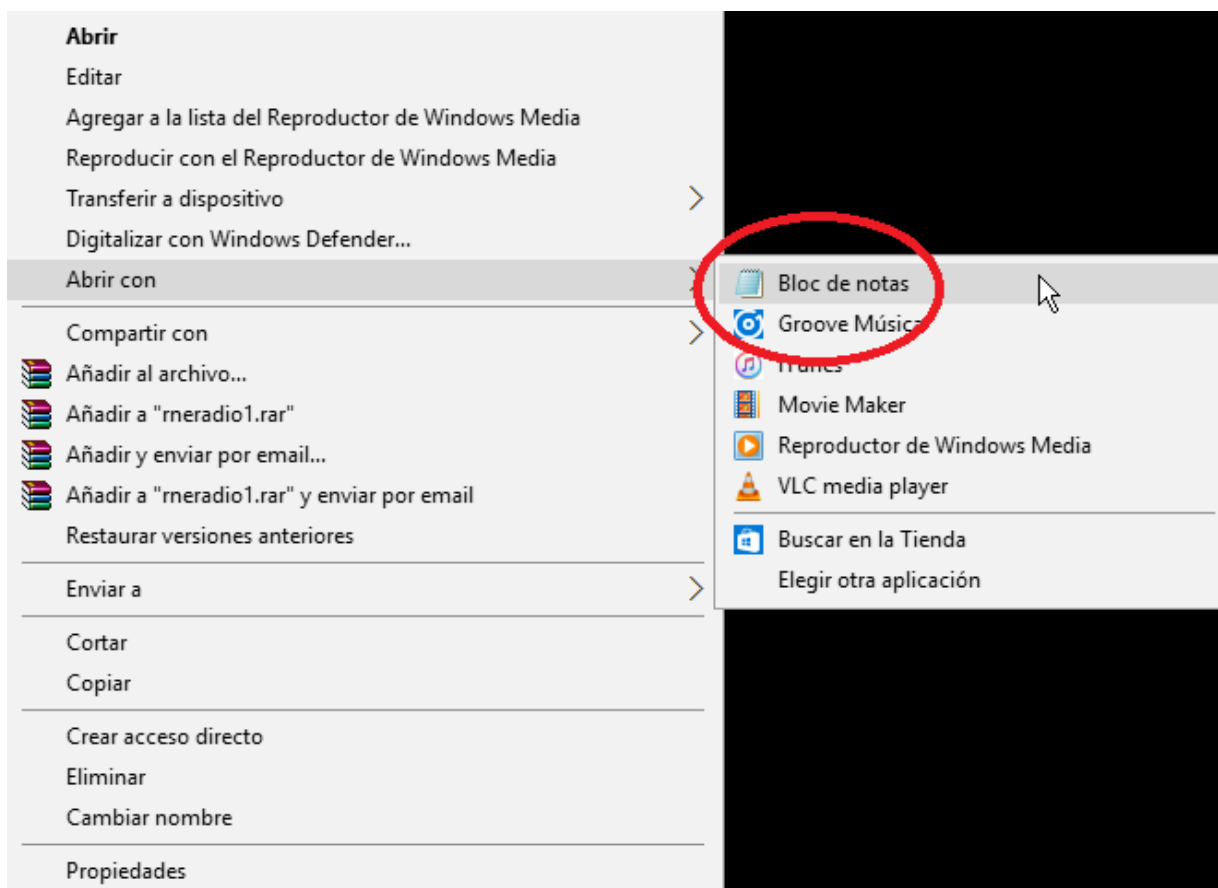 Abrir
Editar
Agregar a la lista del Reproductor de Windows Media
Reproducir con el Reproductor de Windows Media
Transferir a dispositivo
Digitalizar con Windows Defender...
Abrir con
Compartir con
Añadir al archivo...
Añadir a "rneradio1.rar"
Añadir y enviar por email...
Añadir a "rneradio1.rar" y enviar por email
Restaurar versiones anteriores
Enviar a
Cortar
Copiar
Crear acceso directo
Eliminar
Cambiar nombre
Propiedades
Bloc de notas
Groove Música
iTunes
Movie Maker
Reproductor de Windows Media
VLC media player
Buscar en la Tienda
Elegir otra aplicación